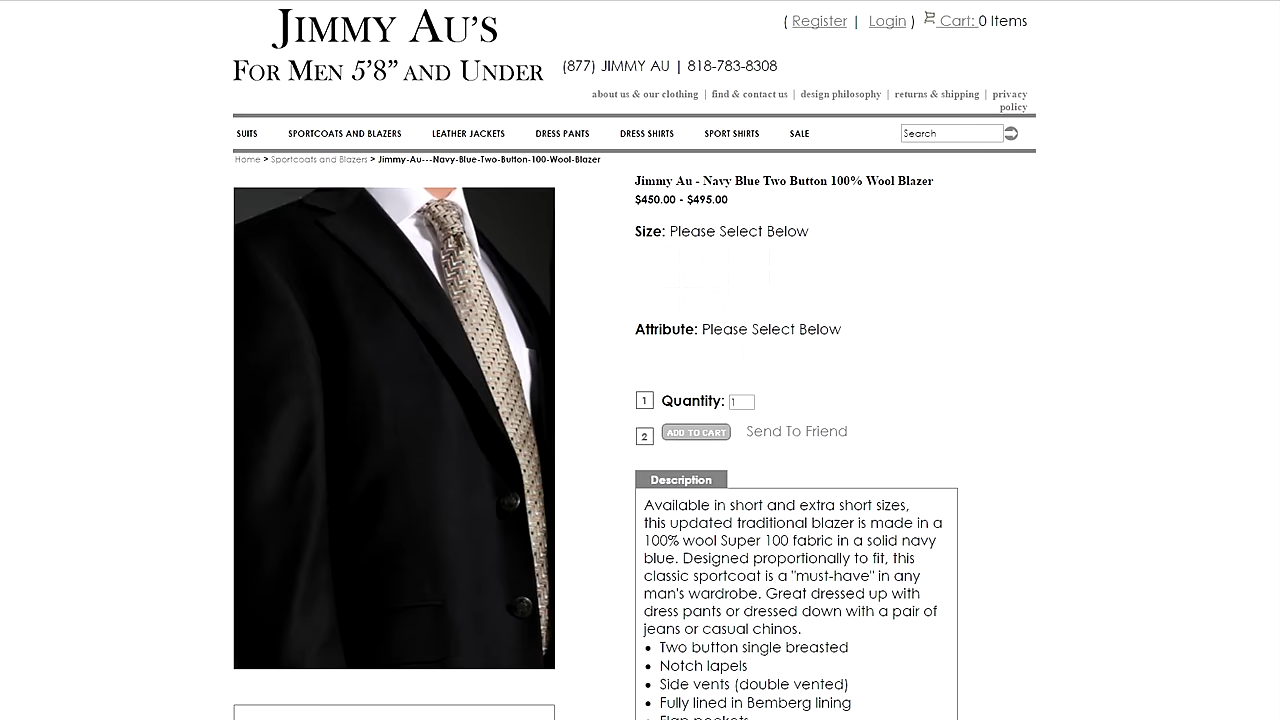 JIMMY AU'S
FOR MEN 5'8" AND UNDER
( Register | Login ) Cart: 0 Items
(877) JIMMY AU | 818-783-8308
about us & our clothing | find & contact us | design philosophy | returns & shipping | privacy
policy
SUITS SPORTCOATS AND BLAZERS LEATHER JACKETS DRESS PANTS DRESS SHIRTS SPORT SHIRTS SALE Search
Home > Sportcoats and Blazers > Jimmy-Au---Navy-Blue-Two-Button-100-Wool-Blazer
Jimmy Au - Navy Blue Two Button 100% Wool Blazer
$450.00 - $495.00
Size: Please Select Below
Attribute: Please Select Below
1 Quantity: 1
2 ADD TO CART Send To Friend
Description
Available in short and extra short sizes,
this updated traditional blazer is made in a
100% wool Super 100 fabric in a solid navy
blue. Designed proportionally to fit, this
classic sportcoat is a "must-have" in any
man's wardrobe. Great dressed up with
dress pants or dressed down with a pair of
jeans or casual chinos.
• Two button single breasted
• Notch lapels
• Side vents (double vented)
• Fully lined in Bemberg lining
• Flap pockets